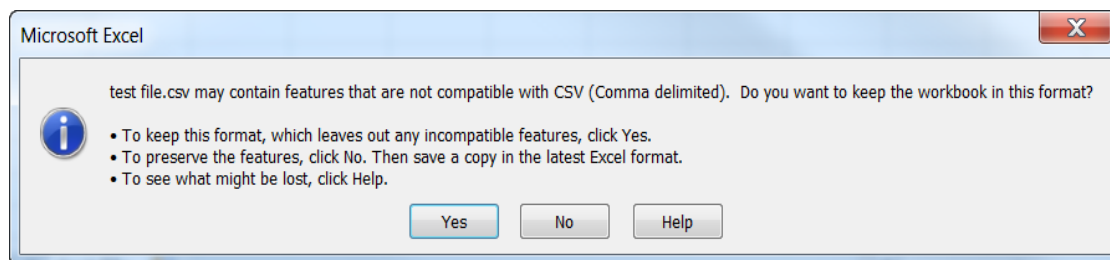 Microsoft Excel
test file.csv may contain features that are not compatible with CSV (Comma delimited).  Do you want to keep the workbook in this format?
• To keep this format, which leaves out any incompatible features, click Yes.
• To preserve the features, click No. Then save a copy in the latest Excel format.
• To see what might be lost, click Help.
Yes No Help